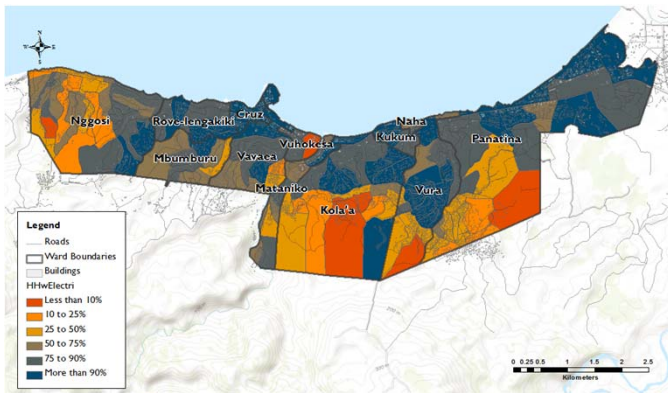 N
W
E
S
Nggosi
Rove-lengakiki
Cruz
Mbumburu
Vavaea
Vuhokesa
Mataniko
Naha
Kukum
Panatina
Vura
Kola'a
Legend
Roads
Ward Boundaries
Buildings
HHwElectri
Less than 10%
10 to 25%
25 to 50%
50 to 75%
75 to 90%
More than 90%
0 0.25 0.5 1 1.5 2 2.5
Kilometers